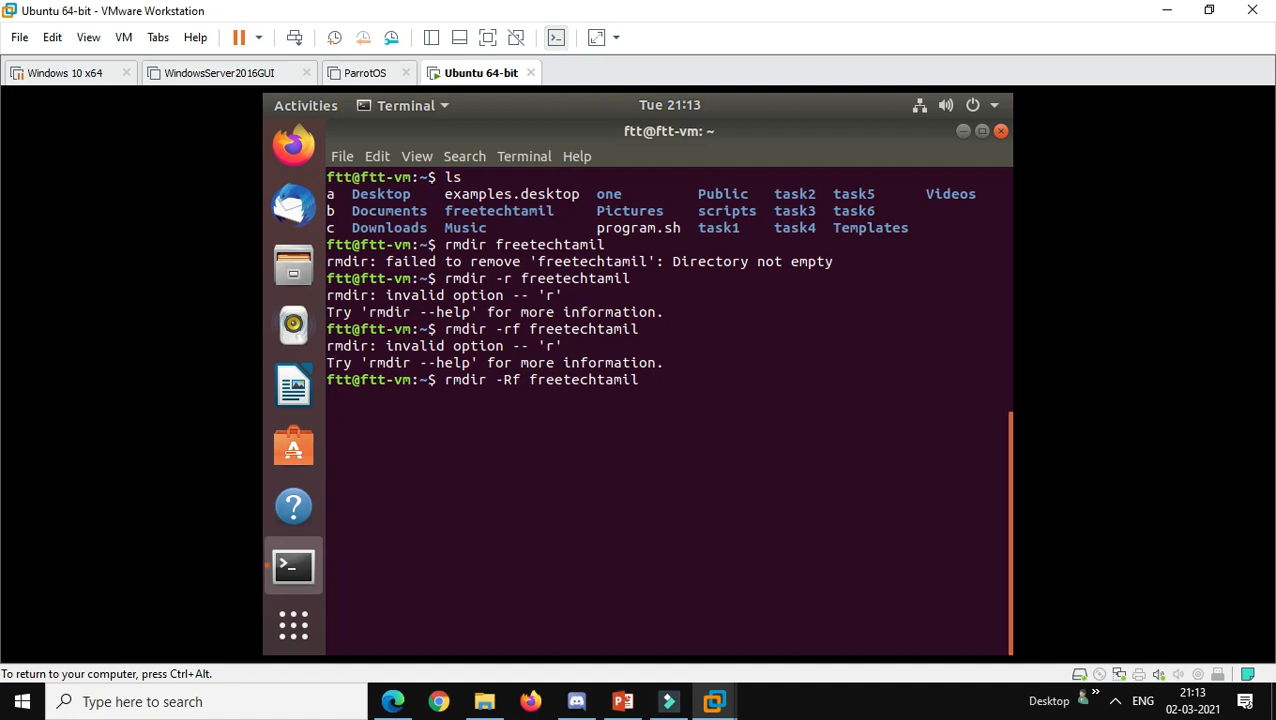 Ubuntu 64-bit - VMware Workstation
File Edit View VM Tabs Help
Windows 10 x64 WindowsServer2016GUI ParrotOS Ubuntu 64-bit
Activities Terminal Tue 21:13
ftt@ftt-vm: ~
File Edit View Search Terminal Help
ftt@ftt-vm:~$ ls
a Desktop examples.desktop one Public task2 task5 Videos
b Documents freetechtamil Pictures scripts task3 task6
c Downloads Music program.sh task1 task4 Templates
ftt@ftt-vm:~$ rmdir freetechtamil
rmdir: failed to remove 'freetechtamil': Directory not empty
ftt@ftt-vm:~$ rmdir -r freetechtamil
rmdir: invalid option -- 'r'
Try 'rmdir --help' for more information.
ftt@ftt-vm:~$ rmdir -rf freetechtamil
rmdir: invalid option -- 'r'
Try 'rmdir --help' for more information.
ftt@ftt-vm:~$ rmdir -Rf freetechtamil
To return to your computer, press Ctrl+Alt.
Type here to search
Desktop ENG 21:13
02-03-2021